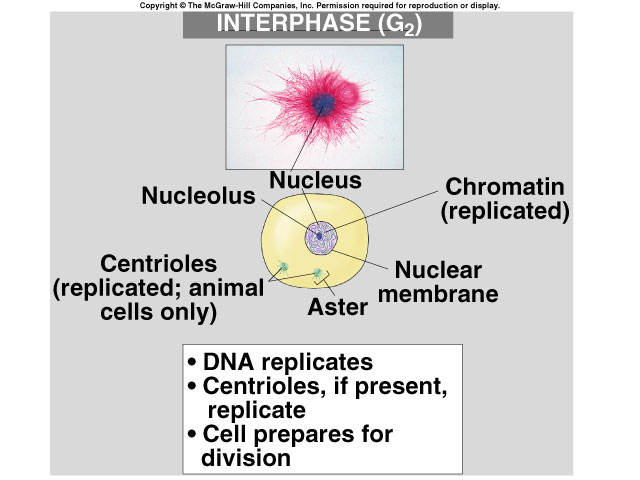 Copyright © The McGraw-Hill Companies, Inc. Permission required for reproduction or display.
INTERPHASE (G₂)
Nucleus
Nucleolus
Chromatin
(replicated)
Centrioles
(replicated; animal
cells only)
Nuclear
membrane
Aster
• DNA replicates
• Centrioles, if present,
replicate
• Cell prepares for
division